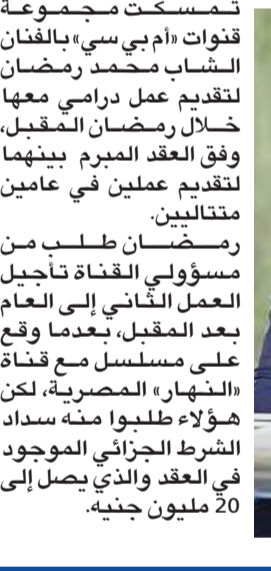 تمسكت مجموعة
قنوات «أم بي سي» بالفنان
الشاب محمد رمضان
لتقديم عمل درامي معها
خلال رمضان المقبل،
وفق العقد المبرم بينهما
لتقديم عملين في عامين
متتاليين.
رمضان طلب من
مسؤولي القناة تأجيل
العمل الثاني إلى العام
بعد المقبل، بعدما وقع
على مسلسل مع قناة
«النهار» المصرية، لكن
هؤلاء طلبوا منه سداد
الشرط الجزائي الموجود
في العقد والذي يصل إلى
20 مليون جنيه.